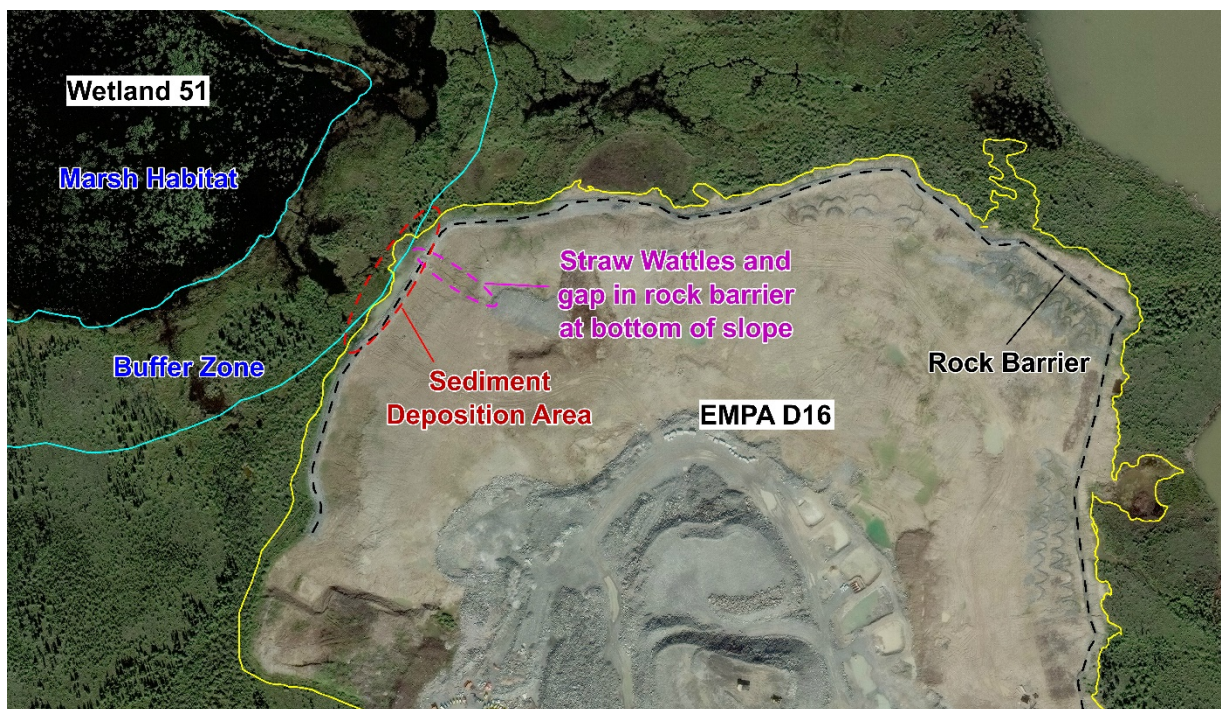 Wetland 51
Marsh Habitat
Straw Wattles and
gap in rock barrier
at bottom of slope
Buffer Zone
Rock Barrier
Sediment
Deposition Area
EMPA D16